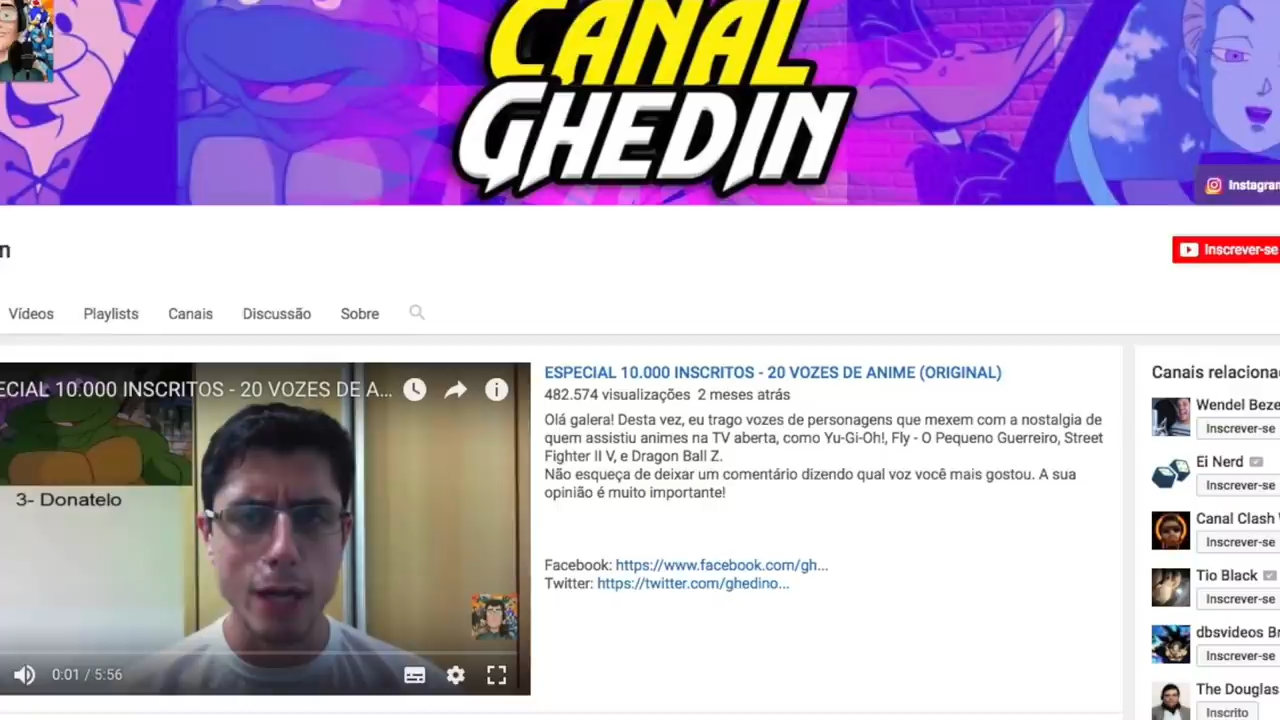 CANAL
GHEDIN
Instagram
n
Inscrever-se
Vídeos Playlists Canais Discussão Sobre
ECIAL 10.000 INSCRITOS - 20 VOZES DE A...
3- Donatelo
0:01 / 5:56
ESPECIAL 10.000 INSCRITOS - 20 VOZES DE ANIME (ORIGINAL)
482.574 visualizações 2 meses atrás
Olá galera! Desta vez, eu trago vozes de personagens que mexem com a nostalgia de
quem assistiu animes na TV aberta, como Yu-Gi-Oh!, Fly - O Pequeno Guerreiro, Street
Fighter II V, e Dragon Ball Z.
Não esqueça de deixar um comentário dizendo qual voz você mais gostou. A sua
opinião é muito importante!
Facebook: https://www.facebook.com/gh...
Twitter: https://twitter.com/ghedino...
Canais relaciona
Wendel Beze
Inscrever-se
Ei Nerd
Inscrever-se
Canal Clash
Inscrever-se
Tio Black
Inscrever-se
dbsvideos Br
Inscrever-se
The Douglas
Inscrito